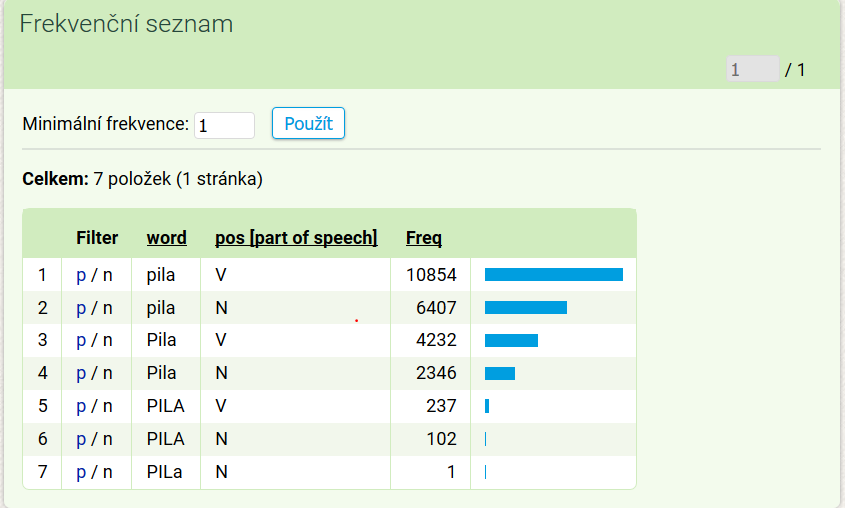 Frekvenční seznam
1 / 1
Minimální frekvence: 1 Použít
Celkem: 7 položek (1 stránka)
Filter word pos [part of speech] Freq
1 p / n pila V 10854
2 p / n pila N 6407
3 p / n Pila V 4232
4 p / n Pila N 2346
5 p / n PILA V 237
6 p / n PILA N 102
7 p / n PILa N 1